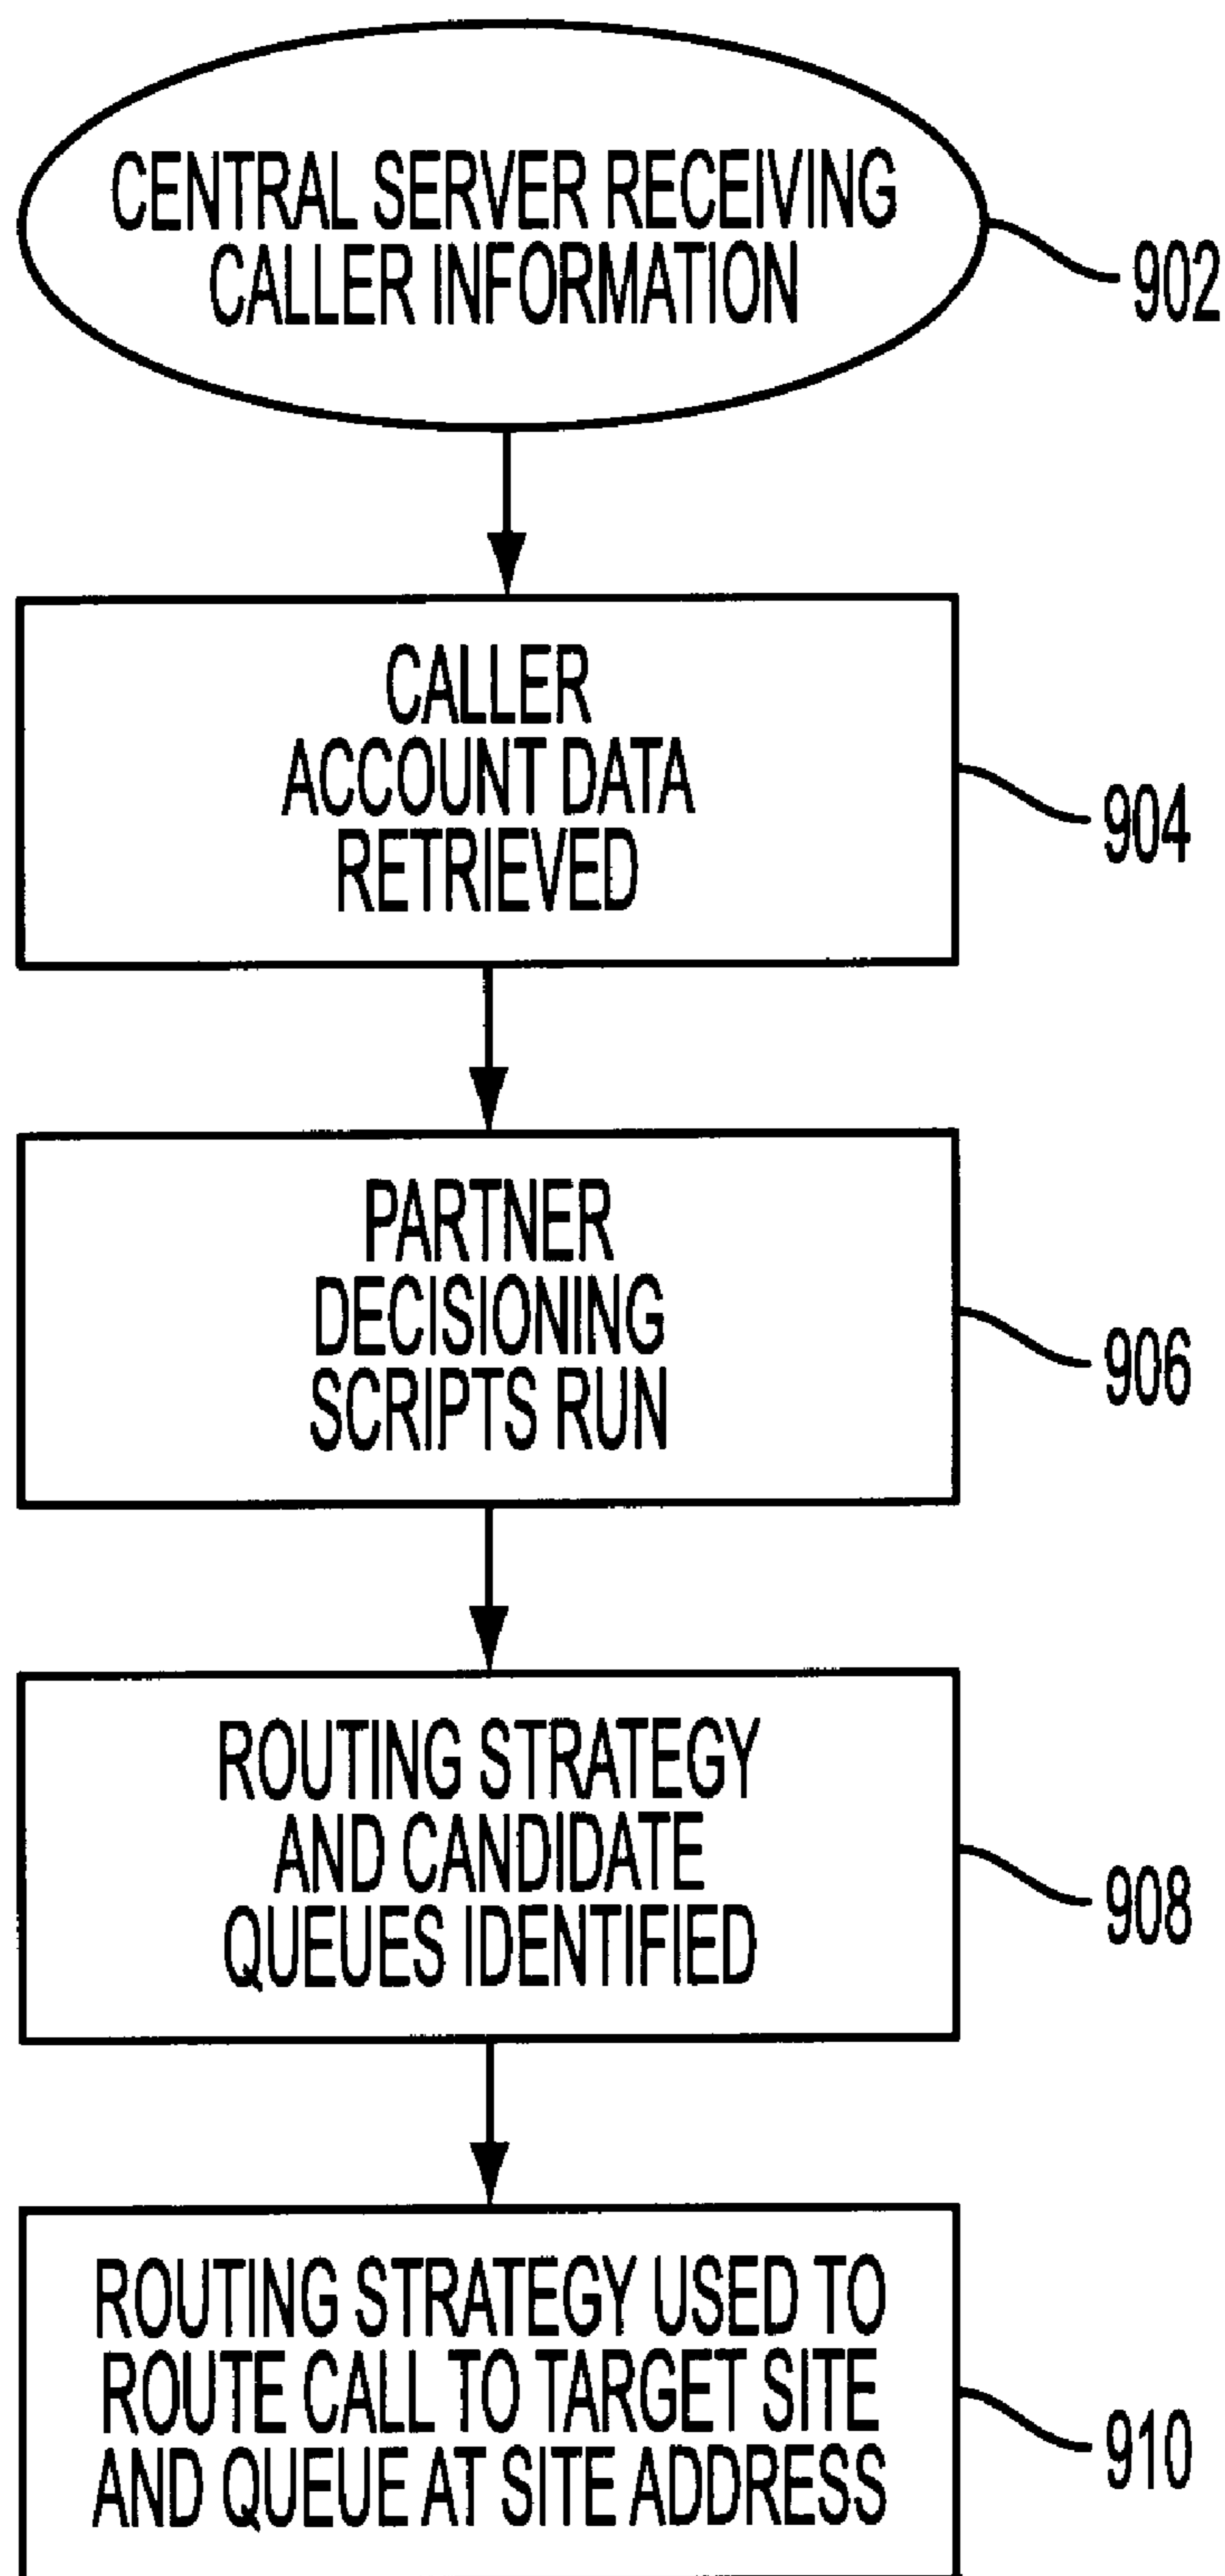 CENTRAL SERVER RECEIVING
CALLER INFORMATION
902
CALLER
ACCOUNT DATA
RETRIEVED
904
PARTNER
DECISIONING
SCRIPTS RUN
906
ROUTING STRATEGY
AND CANDIDATE
QUEUES IDENTIFIED
908
ROUTING STRATEGY USED TO
ROUTE CALL TO TARGET SITE
AND QUEUE AT SITE ADDRESS
910